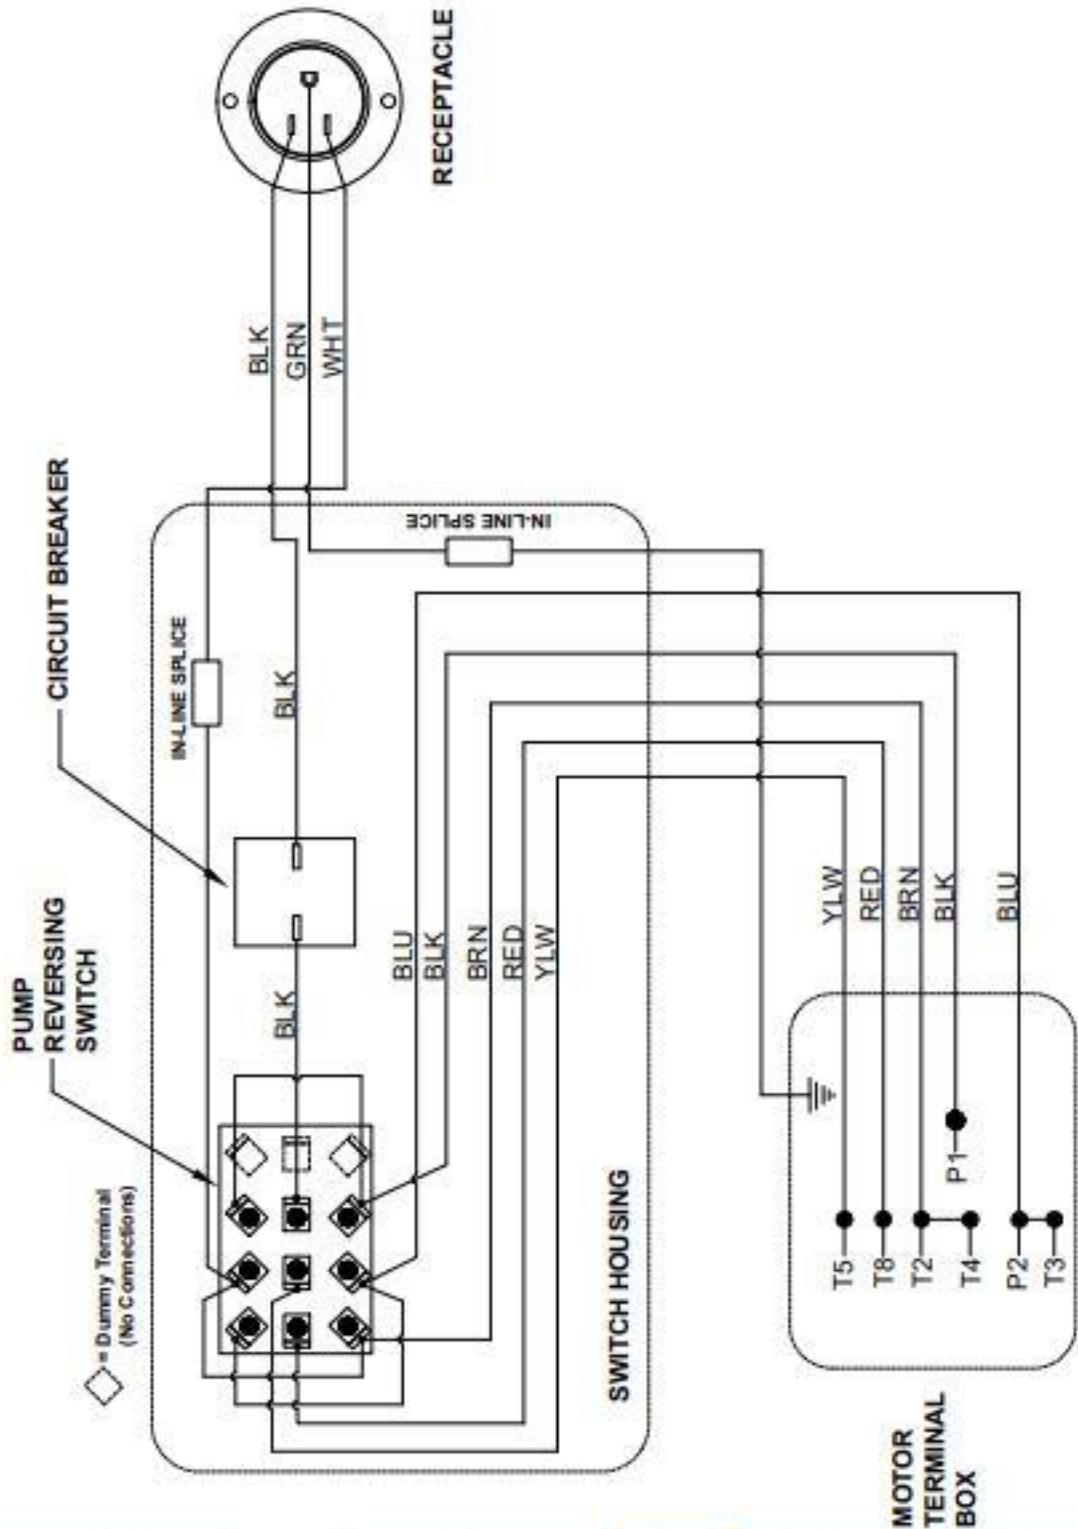 PUMP
REVERSING
SWITCH
CIRCUIT BREAKER
= Dummy Terminal
(No Connections)
IN-LINE SPLICE
BLK
BLK
BLK
GRN
WHT
RECEPTACLE
IN-LINE SPLICE
BLU
BLK
BRN
RED
YLW
SWITCH HOUSING
YLW
RED
BRN
BLK
BLU
T5
T8
T2
T4
P1
P2
T3
MOTOR
TERMINAL
BOX